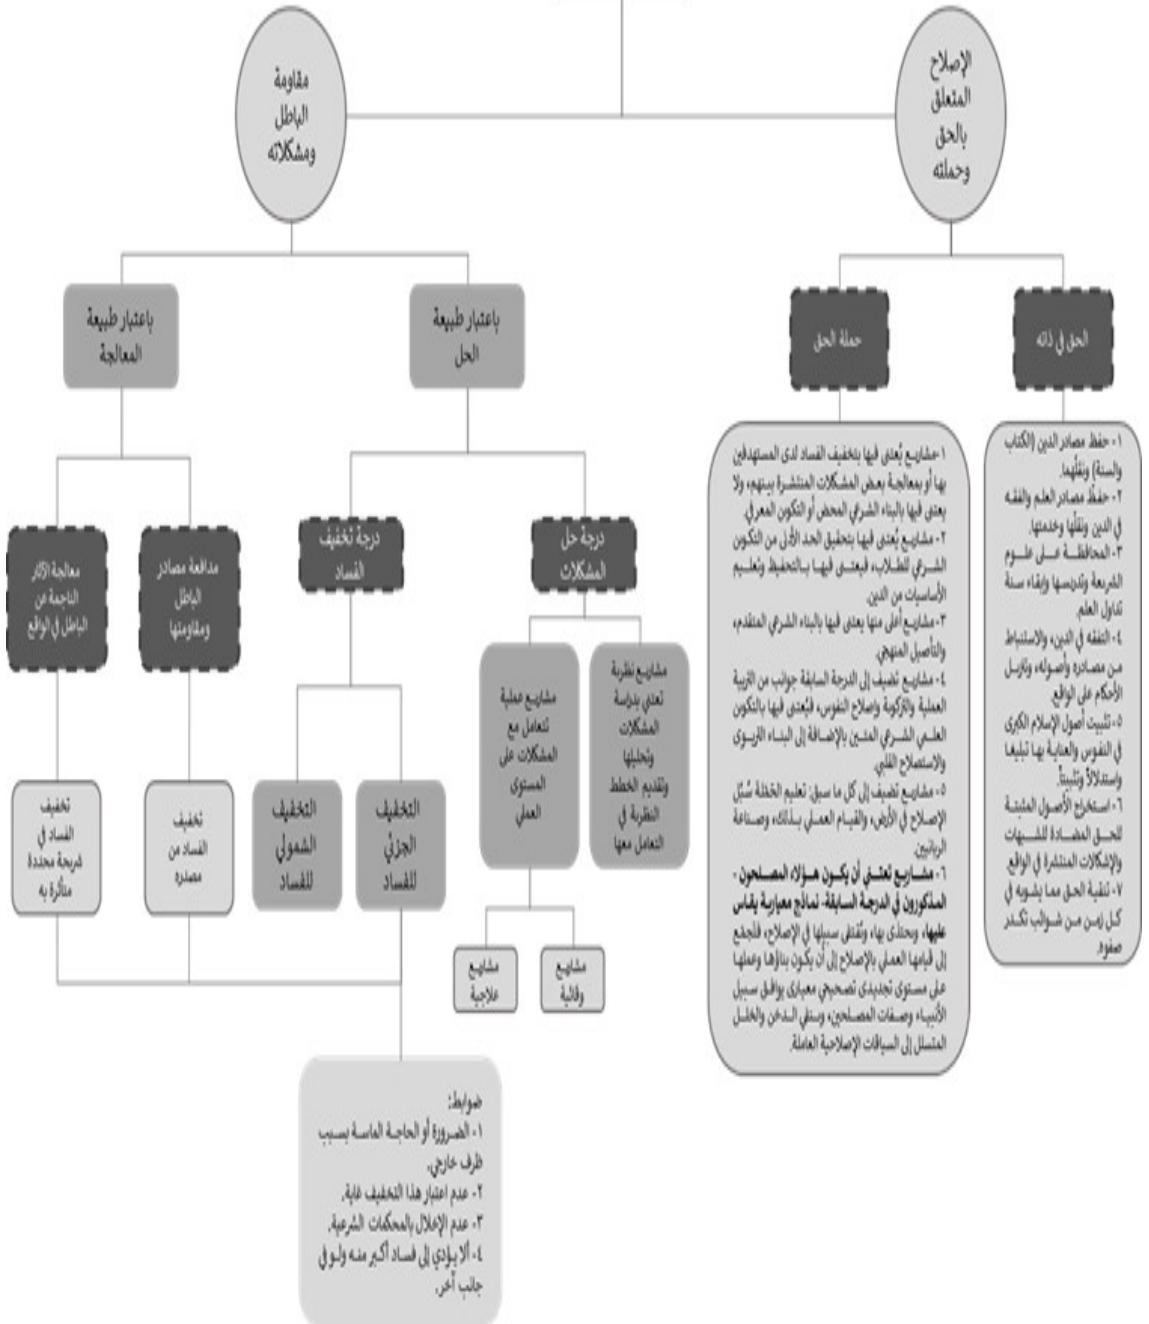 الإصلاح
المتعلق
بالحق
وحملته
مقاومة
الباطل
ومشكلاته
الحق في ذاته
حملة الحق
باعتبار طبيعة
الحل
باعتبار طبيعة
المعالجة
١- حفظ مصادر الدين (الكتاب
والسنة) ونقلُهما.
٢- حفظُ مصادر العلم والفقه
في الدين ونقلُها وخدمتها.
٣- المحافظة على علوم
الشريعة وتدريسها وإبقاء سنة
تداول العلم.
٤- التفقه في الدين، والاستنباط
من مصادره وأصوله، وتنزيل
الأحكام على الواقع.
٥- تثبيت أصول الإسلام الكبرى
في النفوس والعناية بها تبليغا
واستدلالاً وتثبيتاً.
٦- استخراج الأصول المثبتة
للحق المضادة للشبهات
والإشكالات المنتشرة في الواقع.
٧- تنقية الحق مما يشوبه في
كل زمن من شوائب تكدر
صفوه.
١-مشاريع يُعتنى فيها بتخفيف الفساد لدى المستهدفين
بها أو بمعالجة بعض المشكلات المنتشرة بينهم، ولا
يعتنى فيها بالبناء الشرعي المحض أو التكوين المعرفي.
٢- مشاريع يُعتنى فيها بتحقيق الحد الأدنى من التكوين
الشرعي للطلاب، فيعتنى فيها بالتحفيظ وتعليم
الأساسيات من الدين.
٣- مشاريع أعلى منها يعتنى فيها بالبناء الشرعي المتقدم،
والتأصيل المنهجي.
٤- مشاريع تضيف إلى الدرجة السابقة جوانب من التربية
العملية والتزكوية وإصلاح النفوس، فيُعتنى فيها بالتكوين
العلمي الشرعي المتين بالإضافة إلى البناء التربوي
والاستصلاح القلبي.
٥- مشاريع تضيف إلى كل ما سبق: تعليم الحَمَلة سُبُل
الإصلاح في الأرض، والقيام العملي بذلك، وصناعة
الربانيين.
٦- مشاريع تعتني أن يكون هؤلاء المصلحون -
المذكورون في الدرجة السابقة- نماذج معيارية يقاس
عليها، ويحتذى بها، ويُقتفى سبيلها في الإصلاح، فتجمع
إلى قيامها العملي بالإصلاح إلى أن يكون بناؤها وعملها
على مستوى تجديدي تصحيحي معياري يوافق سبيل
الأنبياء وصفات المصلحين، وينفي الدخن والخلل
المتسلل إلى السياقات الإصلاحية العاملة.
درجة حل
المشكلات
درجة تخفيف
الفساد
مدافعة مصادر
الباطل
ومقاومتها
معالجة الآثار
الناجمة عن
الباطل في الواقع
مشاريع نظرية
تعتني بدراسة
المشكلات
وتحليلها
وتقديم الخطط
النظرية في
التعامل معها
مشاريع عملية
تتعامل مع
المشكلات على
المستوى
العملي
التخفيف
الجزئي
للفساد
التخفيف
الشمولي
للفساد
تخفيف
الفساد من
مصدره
تخفيف
الفساد في
شريحة محددة
متأثرة به
مشاريع
وقائية
مشاريع
علاجية
ضوابط:
١- الضرورة أو الحاجة الماسة بسبب
ظرف خارجي.
٢- عدم اعتبار هذا التخفيف غاية.
٣- عدم الإخلال بالمحكمات الشرعية.
٤- ألا يؤدي إلى فساد أكبر منه ولو في
جانب آخر.